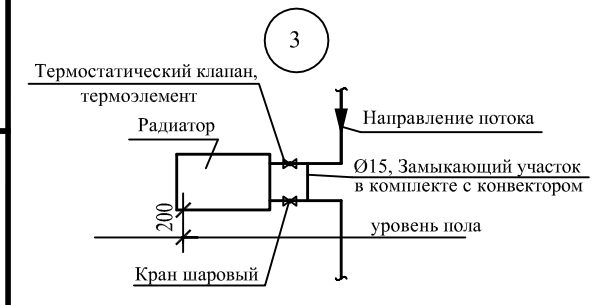 3
Термостатический клапан,
термоэлемент
Радиатор
Направление потока
Ø15, Замыкающий участок
в комплекте с конвектором
200
уровень пола
Кран шаровый